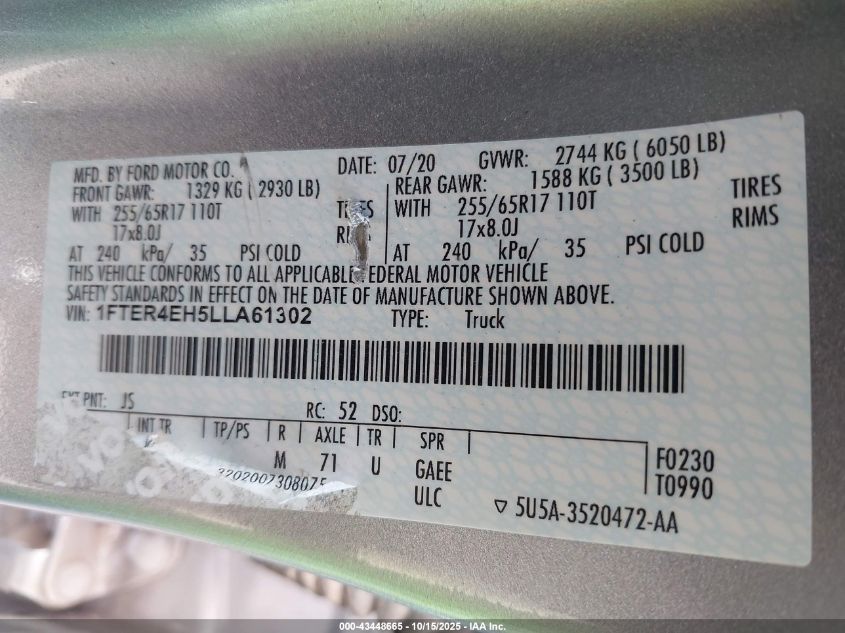 MFD. BY FORD MOTOR CO. DATE: 07/20 GVWR: 2744 KG ( 6050 LB)
FRONT GAWR: 1329 KG ( 2930 LB) REAR GAWR: 1588 KG ( 3500 LB)
WITH 255/65R17 110T TIRES WITH 255/65R17 110T TIRES
17x8.0J 17x8.0J RIMS
AT 240 kPa/ 35 PSI COLD AT 240 kPa/ 35 PSI COLD
THIS VEHICLE CONFORMS TO ALL APPLICABLE FEDERAL MOTOR VEHICLE
SAFETY STANDARDS IN EFFECT ON THE DATE OF MANUFACTURE SHOWN ABOVE.
VIN: 1FTER4EH5LLA61302 TYPE: Truck
PNT: JS RC: 52 DSO:
INT TR TP/PS R AXLE TR SPR F0230
M 71 U GAEE T0990
ULC ▽ 5U5A-3520472-AA
000-43448665 - 10/15/2025 - IAA Inc.